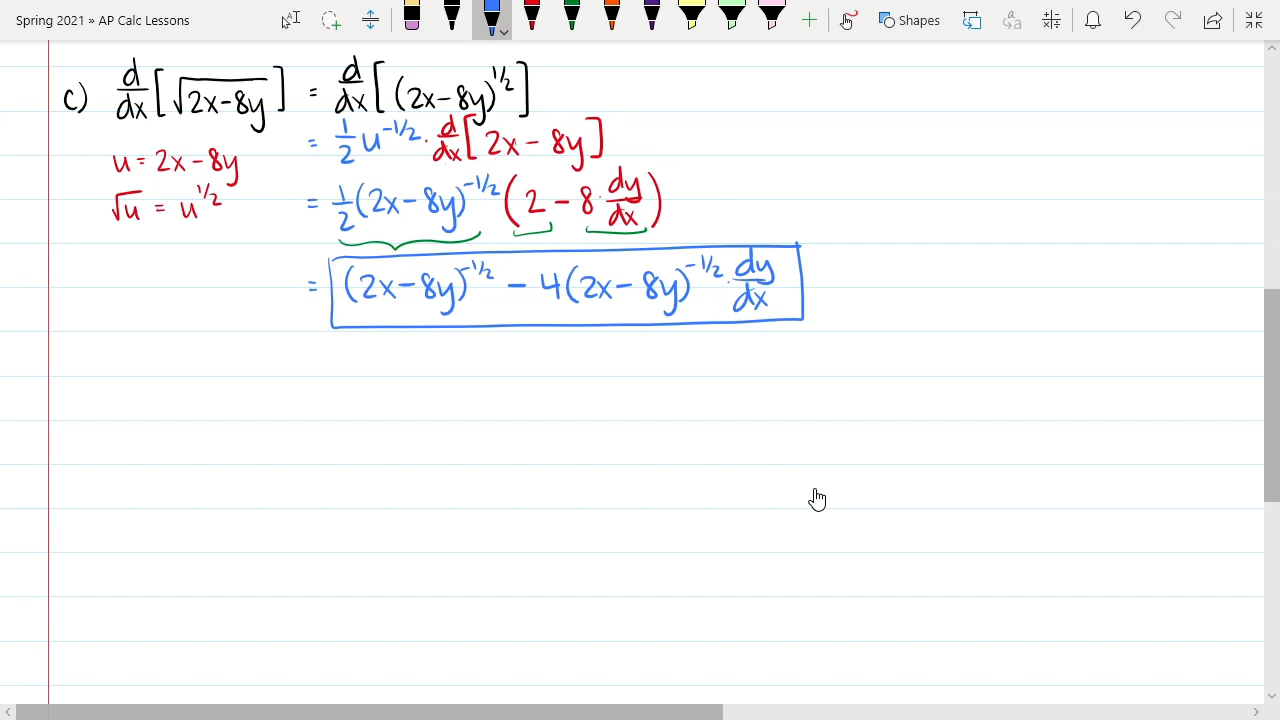 Spring 2021 » AP Calc Lessons
Shapes
c) d/dx[√(2x-8y)] = d/dx[(2x-8y)^1/2]
u = 2x-8y
√u = u^1/2
= 1/2 u^-1/2 · d/dx[2x-8y]
= 1/2 (2x-8y)^-1/2 (2 - 8 · dy/dx)
= (2x-8y)^-1/2 - 4(2x-8y)^-1/2 · dy/dx